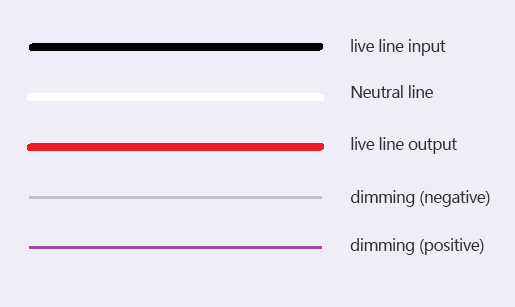 live line input
Neutral line
live line output
dimming (negative)
dimming (positive)